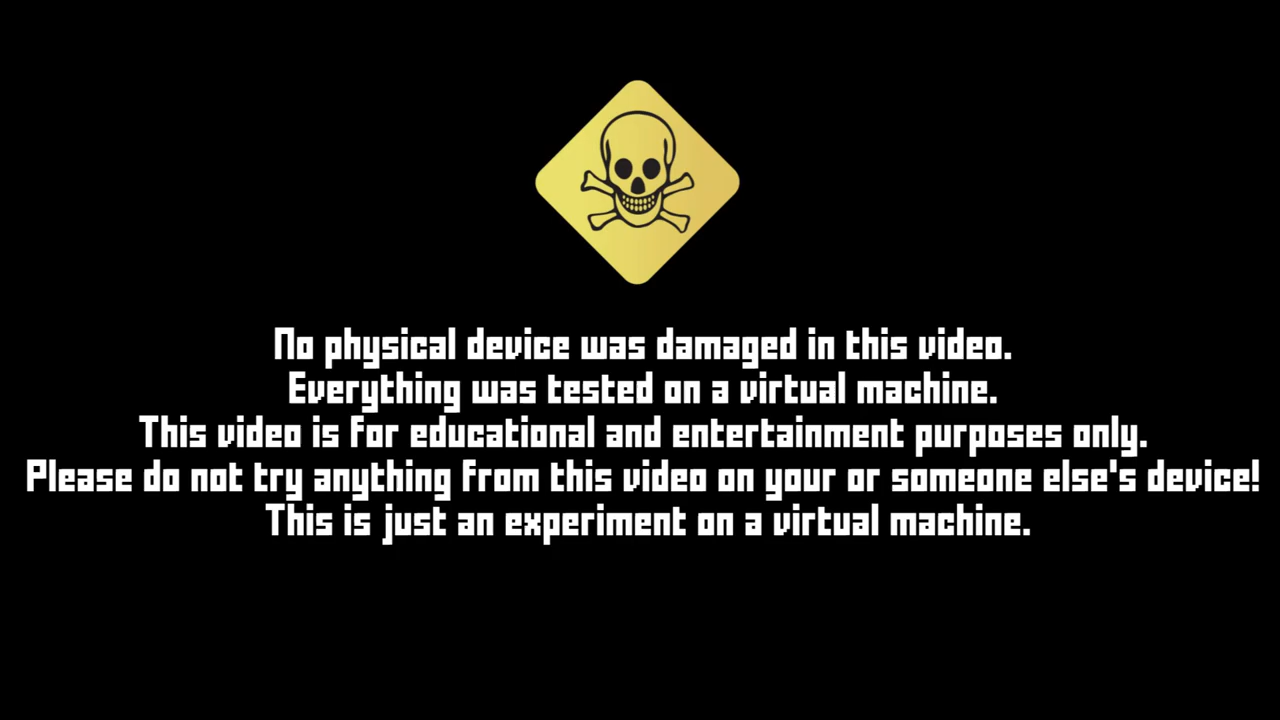 No physical device was damaged in this video.
Everything was tested on a virtual machine.
This video is for educational and entertainment purposes only.
Please do not try anything from this video on your or someone else's device!
This is just an experiment on a virtual machine.